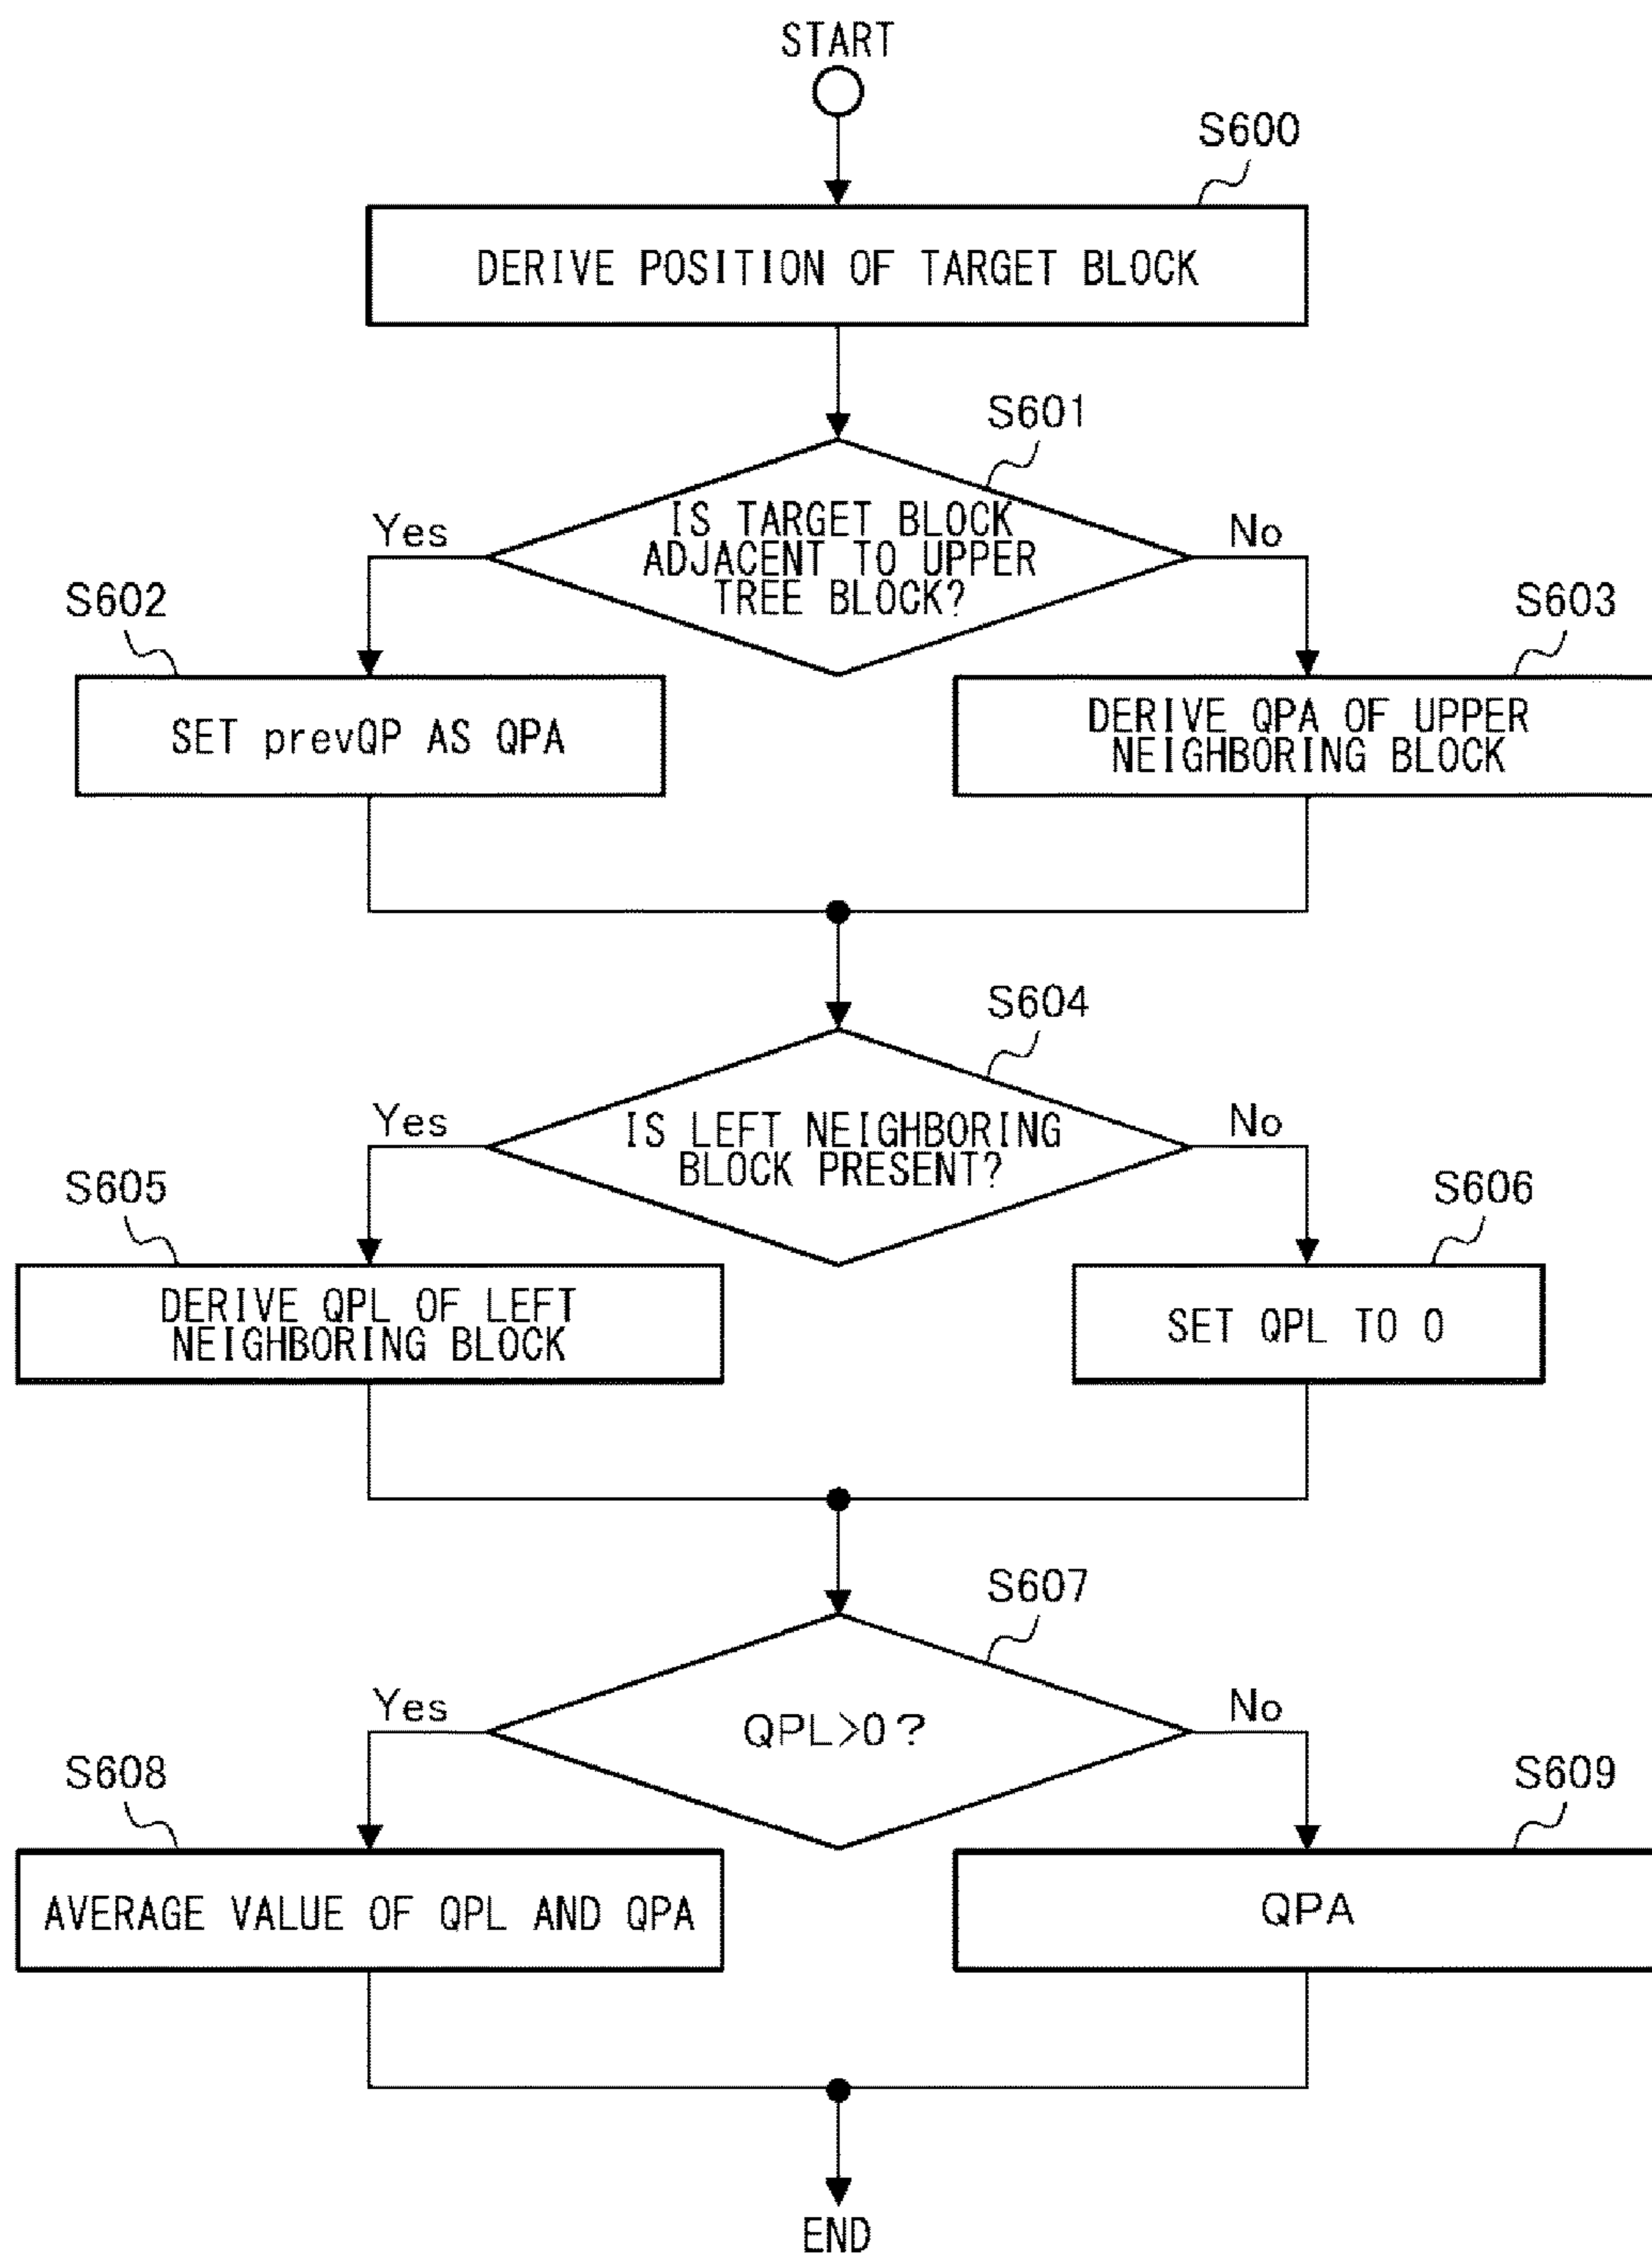 START
S600
DERIVE POSITION OF TARGET BLOCK
S601
IS TARGET BLOCK
ADJACENT TO UPPER
TREE BLOCK?
Yes
No
S602
S603
SET prevQP AS QPA
DERIVE QPA OF UPPER
NEIGHBORING BLOCK
S604
IS LEFT NEIGHBORING
BLOCK PRESENT?
Yes
No
S605
S606
DERIVE QPL OF LEFT
NEIGHBORING BLOCK
SET QPL TO 0
S607
QPL>0?
Yes
No
S608
S609
AVERAGE VALUE OF QPL AND QPA
QPA
END